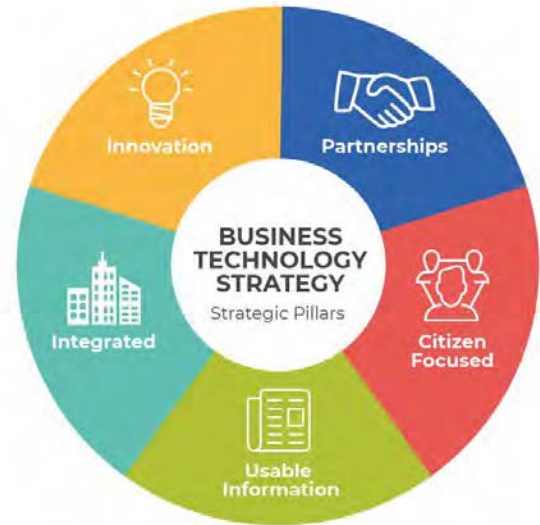 Innovation
Partnerships
BUSINESS
TECHNOLOGY
STRATEGY
Strategic Pillars
Integrated
Citizen
Focused
Usable
Information